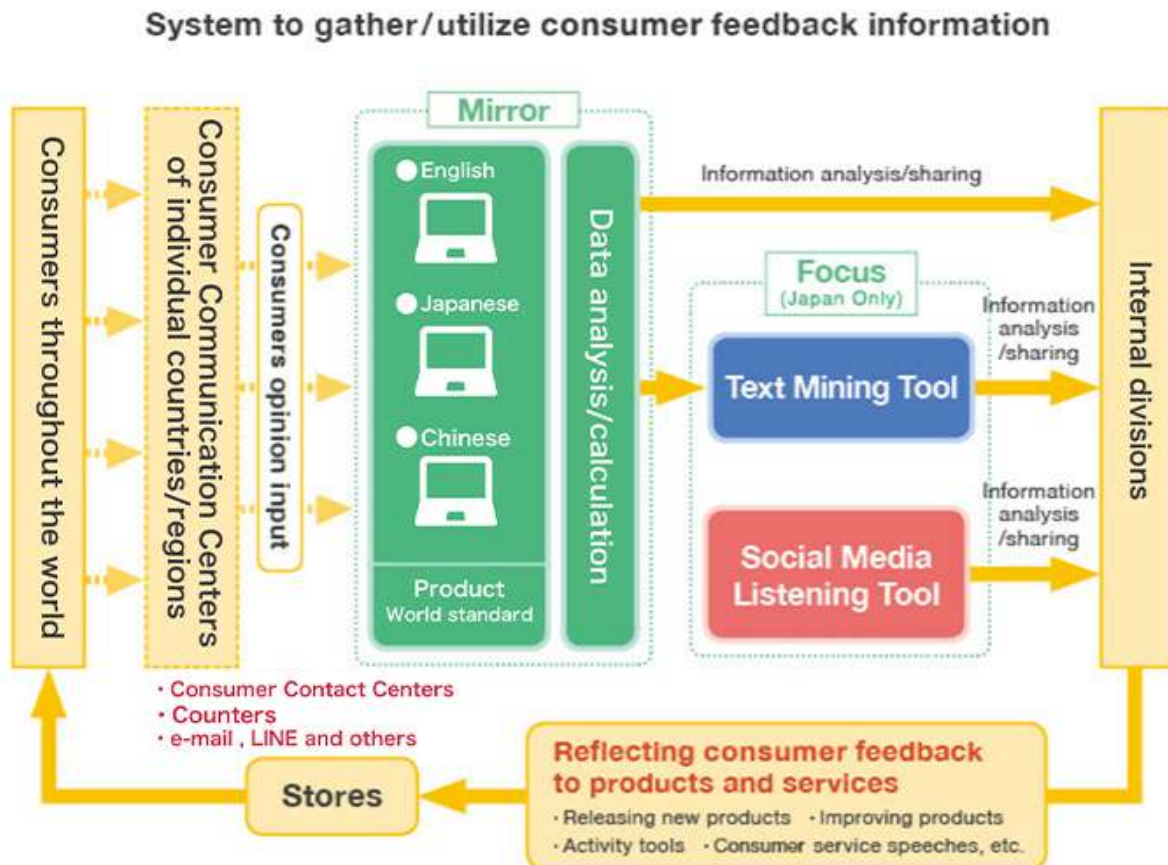 System to gather/utilize consumer feedback information
Consumers throughout the world
Consumer Communication Centers
of individual countries/regions
Consumers opinion input
Mirror
English
Japanese
Chinese
Product
World standard
Data analysis/calculation
Information analysis/sharing
Focus
(Japan Only)
Text Mining Tool
Information
analysis
/sharing
Social Media
Listening Tool
Information
analysis
/sharing
Internal divisions
・Consumer Contact Centers
・Counters
・e-mail , LINE and others
Stores
Reflecting consumer feedback
to products and services
・Releasing new products ・Improving products
・Activity tools ・Consumer service speeches, etc.